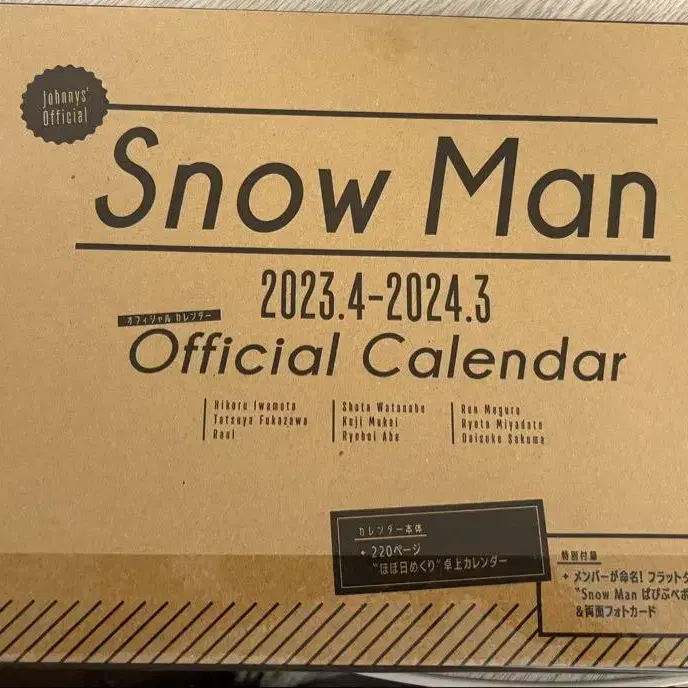 Johnnys'
Official
Snow Man
2023.4-2024.3
オフィシャル カレンダー
Official Calendar
Hikaru Iwamoto
Tatsuya Fukazawa
Raul
Shota Watanabe
Koji Mukai
Ryohei Abe
Ren Meguro
Ryota Miyadate
Daisuke Sakuma
カレンダー本体
+ 220ページ
"ほぼ日めくり"卓上カレンダー
特別付録
+ メンバーが命名! フラット
"Snow Man ぱぴぷぺポ
&両面フォトカード